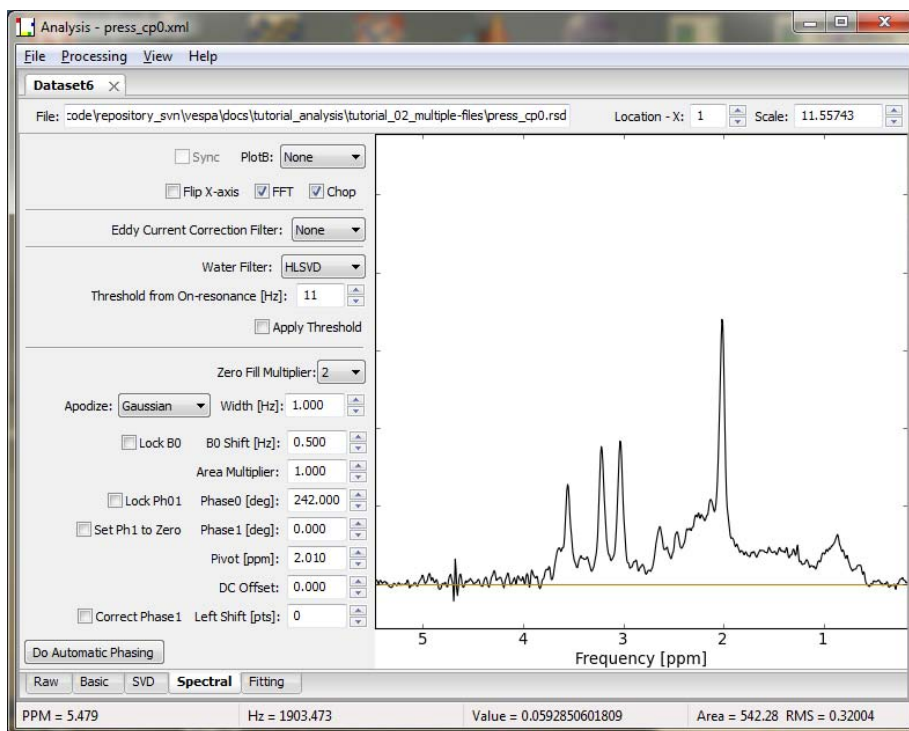 Analysis - press_cp0.xml
File Processing View Help
Dataset6
File: :ode\repository_svn\vespa\docs\tutorial_analysis\tutorial_02_multiple-files\press_cp0.rsd Location - X: 1 Scale: 11.55743
Sync PlotB: None
Flip X-axis FFT Chop
Eddy Current Correction Filter: None
Water Filter: HLSVD
Threshold from On-resonance [Hz]: 11
Apply Threshold
Zero Fill Multiplier: 2
Apodize: Gaussian Width [Hz]: 1.000
Lock B0 B0 Shift [Hz]: 0.500
Area Multiplier: 1.000
Lock Ph01 Phase0 [deg]: 242.000
Set Ph1 to Zero Phase1 [deg]: 0.000
Pivot [ppm]: 2.010
DC Offset: 0.000
Correct Phase1 Left Shift [pts]: 0
5 4 3 2 1
Frequency [ppm]
Do Automatic Phasing
Raw Basic SVD Spectral Fitting
PPM = 5.479 Hz = 1903.473 Value = 0.0592850601809 Area = 542.28 RMS = 0.32004